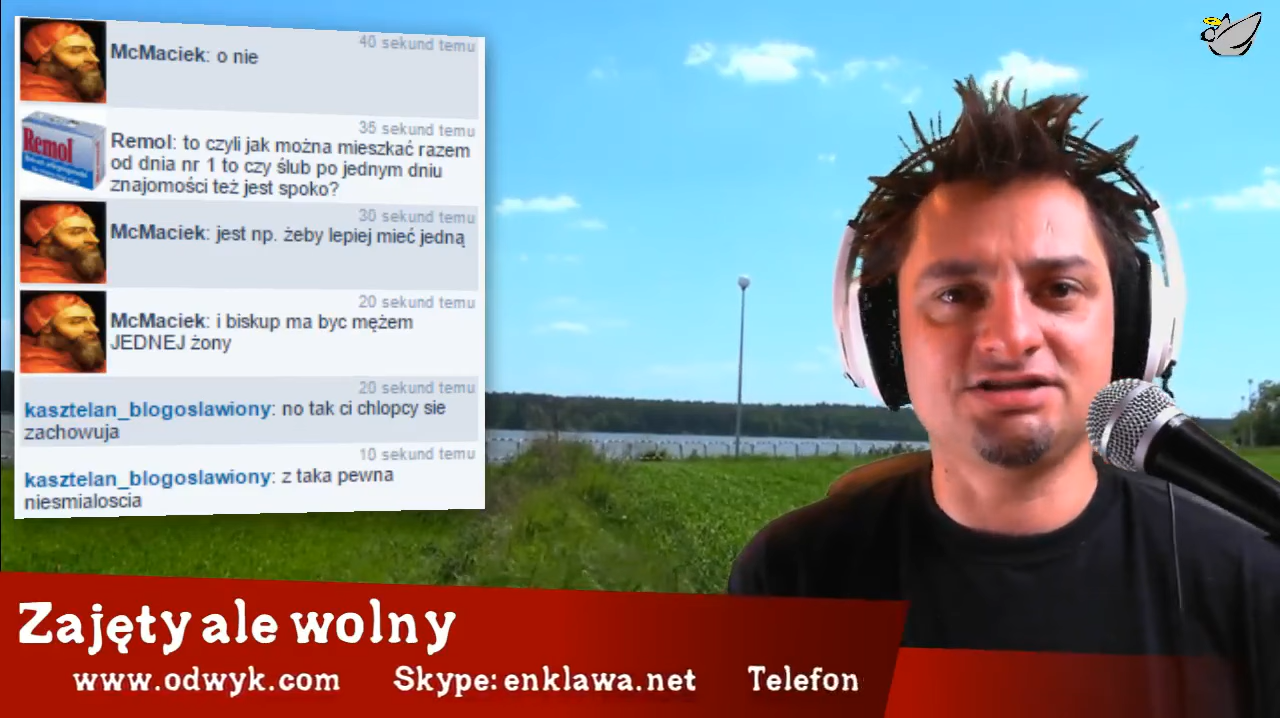 40 sekund temu
McMaciek: o nie
35 sekund temu
Remol
Remol: to czyli jak można mieszkać razem
od dnia nr 1 to czy ślub po jednym dniu
znajomości też jest spoko?
30 sekund temu
McMaciek: jest np. żeby lepiej mieć jedną
20 sekund temu
McMaciek: i biskup ma byc mężem
JEDNEJ żony
20 sekund temu
kasztelan_blogoslawiony: no tak ci chlopcy sie
zachowuja
10 sekund temu
kasztelan_blogoslawiony: z taka pewna
niesmialoscia
Zajęty ale wolny
www.odwyk.com Skype: enklawa.net Telefon